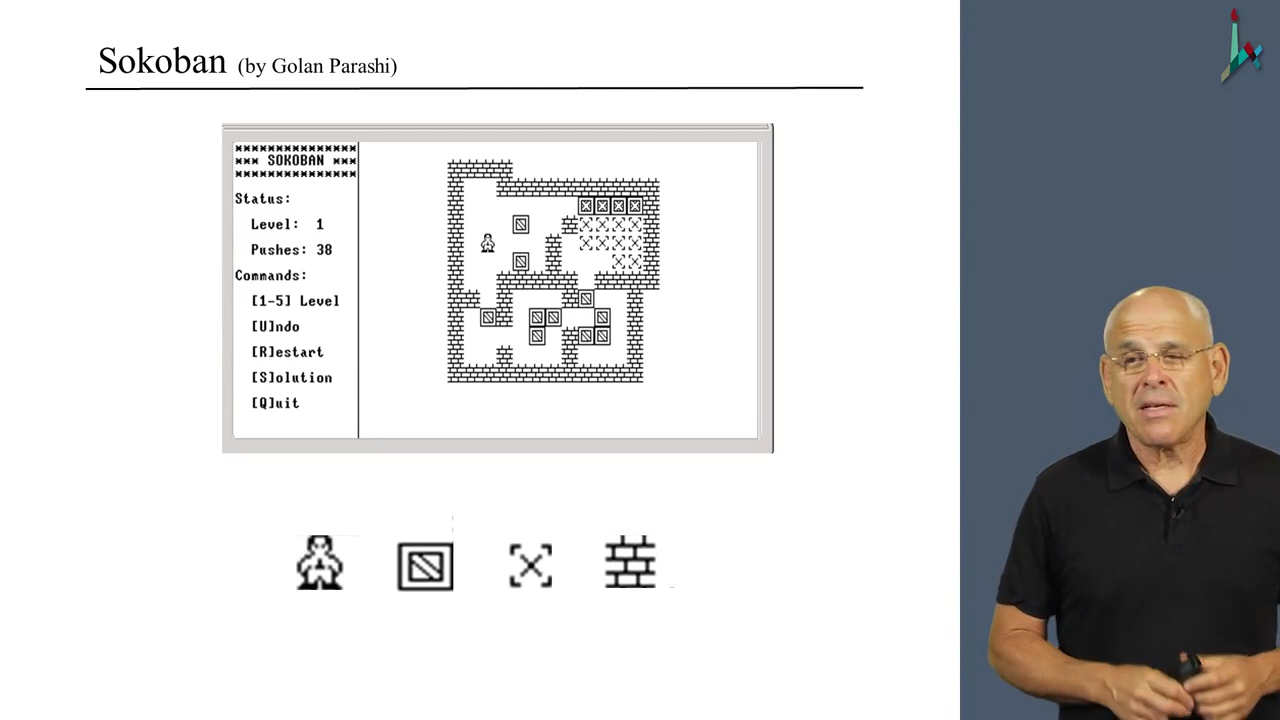 Sokoban (by Golan Parashi)
*** SOKOBAN ***
Status:
Level: 1
Pushes: 38
Commands:
[1-5] Level
[U]ndo
[R]estart
[S]olution
[Q]uit